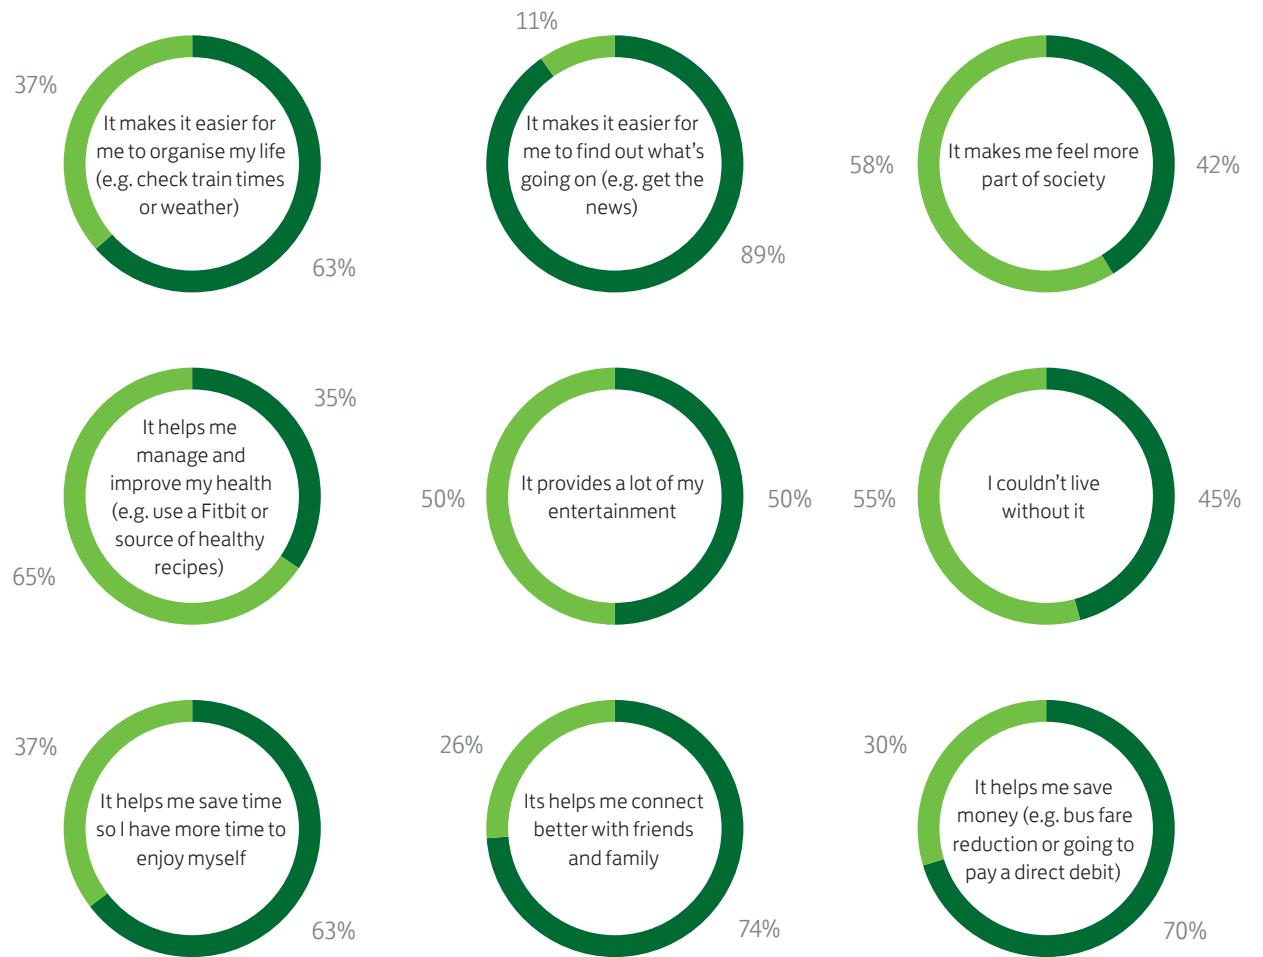 11%
37%
It makes it easier for
me to organise my life
(e.g. check train times
or weather)
63%
It makes it easier for
me to find out what's
going on (e.g. get the
news)
89%
58%
It makes me feel more
part of society
42%
35%
It helps me
manage and
improve my health
(e.g. use a Fitbit or
source of healthy
recipes)
65%
50%
It provides a lot of my
entertainment
50%
55%
I couldn't live
without it
45%
37%
It helps me save time
so I have more time to
enjoy myself
63%
26%
Its helps me connect
better with friends
and family
74%
30%
It helps me save
money (e.g. bus fare
reduction or going to
pay a direct debit)
70%